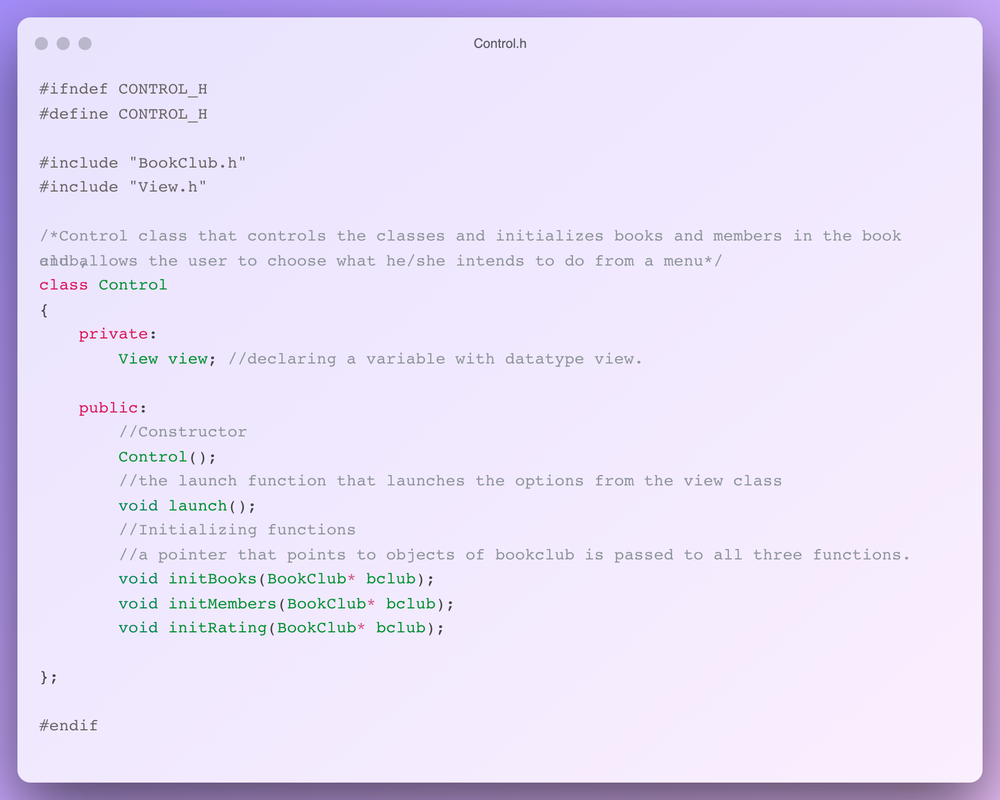 Control.h
#ifndef CONTROL_H
#define CONTROL_H
#include "BookClub.h"
#include "View.h"
/*Control class that controls the classes and initializes books and members in the book
club,
and allows the user to choose what he/she intends to do from a menu*/
class Control
{
private:
View view; //declaring a variable with datatype view.
public:
//Constructor
Control();
//the launch function that launches the options from the view class
void launch();
//Initializing functions
//a pointer that points to objects of bookclub is passed to all three functions.
void initBooks(BookClub* bclub);
void initMembers(BookClub* bclub);
void initRating(BookClub* bclub);
};
#endif